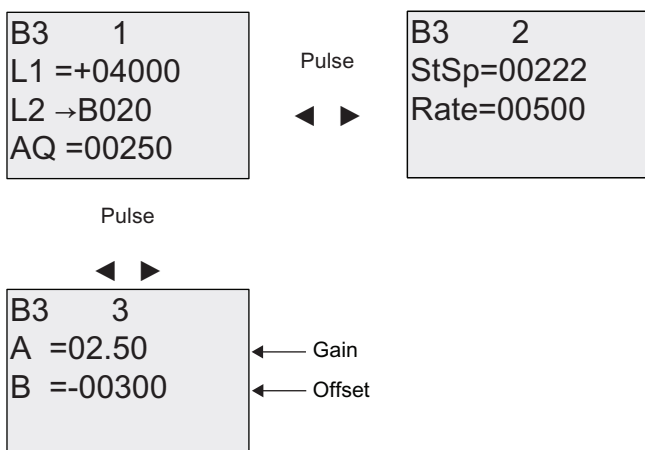 B3 1
L1 =+04000
L2 →B020
AQ =00250
Pulse
B3 2
StSp=00222
Rate=00500
Pulse
B3 3
A =02.50
B =-00300
Gain
Offset